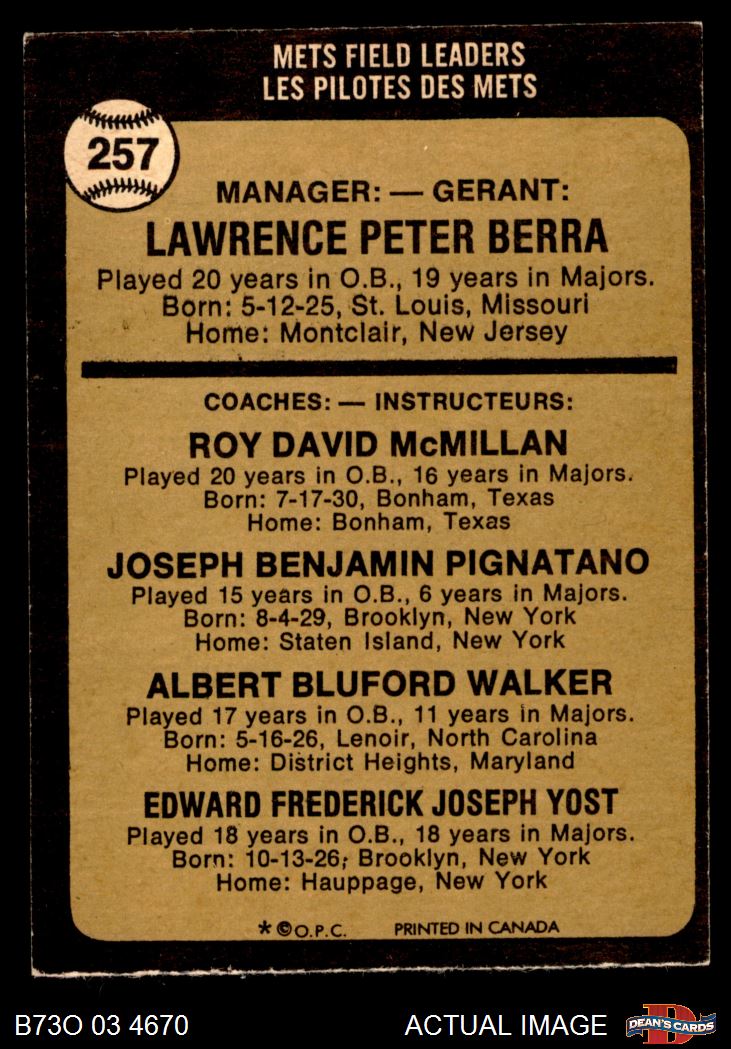 METS FIELD LEADERS
LES PILOTES DES METS
257
MANAGER: — GERANT:
LAWRENCE PETER BERRA
Played 20 years in O.B., 19 years in Majors.
Born: 5-12-25, St. Louis, Missouri
Home: Montclair, New Jersey
COACHES: — INSTRUCTEURS:
ROY DAVID McMILLAN
Played 20 years in O.B., 16 years in Majors.
Born: 7-17-30, Bonham, Texas
Home: Bonham, Texas
JOSEPH BENJAMIN PIGNATANO
Played 15 years in O.B., 6 years in Majors.
Born: 8-4-29, Brooklyn, New York
Home: Staten Island, New York
ALBERT BLUFORD WALKER
Played 17 years in O.B., 11 years in Majors.
Born: 5-16-26, Lenoir, North Carolina
Home: District Heights, Maryland
EDWARD FREDERICK JOSEPH YOST
Played 18 years in O.B., 18 years in Majors.
Born: 10-13-26, Brooklyn, New York
Home: Hauppage, New York
* © O.P.C. PRINTED IN CANADA
B73O 03 4670 ACTUAL IMAGE D DEAN'S CARDS